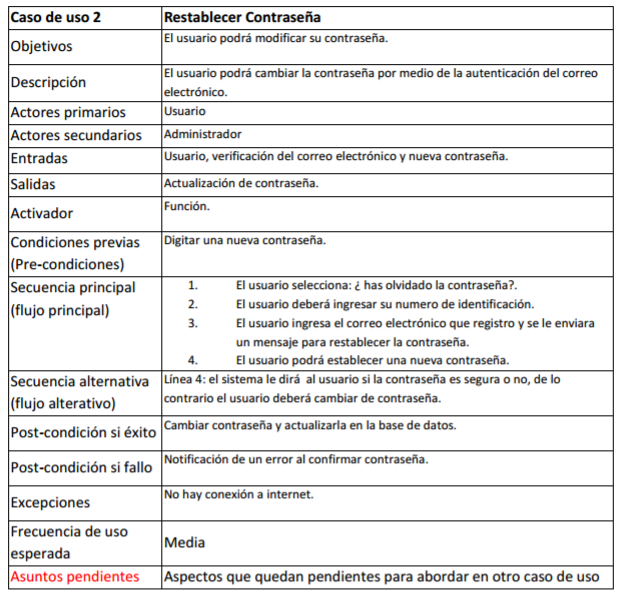 Caso de uso 2
Restablecer Contraseña
Objetivos
El usuario podrá modificar su contraseña.
Descripción
El usuario podrá cambiar la contraseña por medio de la autenticación del correo
electrónico.
Actores primarios
Usuario
Actores secundarios
Administrador
Entradas
Usuario, verificación del correo electrónico y nueva contraseña.
Salidas
Actualización de contraseña.
Activador
Función.
Condiciones previas
(Pre-condiciones)
Digitar una nueva contraseña.
Secuencia principal
(flujo principal)
1. El usuario selecciona: ¿ has olvidado la contraseña?.
2. El usuario deberá ingresar su numero de identificación.
3. El usuario ingresa el correo electrónico que registro y se le enviara
un mensaje para restablecer la contraseña.
4. El usuario podrá establecer una nueva contraseña.
Secuencia alternativa
(flujo alterativo)
Línea 4: el sistema le dirá al usuario si la contraseña es segura o no, de lo
contrario el usuario deberá cambiar de contraseña.
Post-condición si éxito
Cambiar contraseña y actualizarla en la base de datos.
Post-condición si fallo
Notificación de un error al confirmar contraseña.
Excepciones
No hay conexión a internet.
Frecuencia de uso
esperada
Media
Asuntos pendientes
Aspectos que quedan pendientes para abordar en otro caso de uso